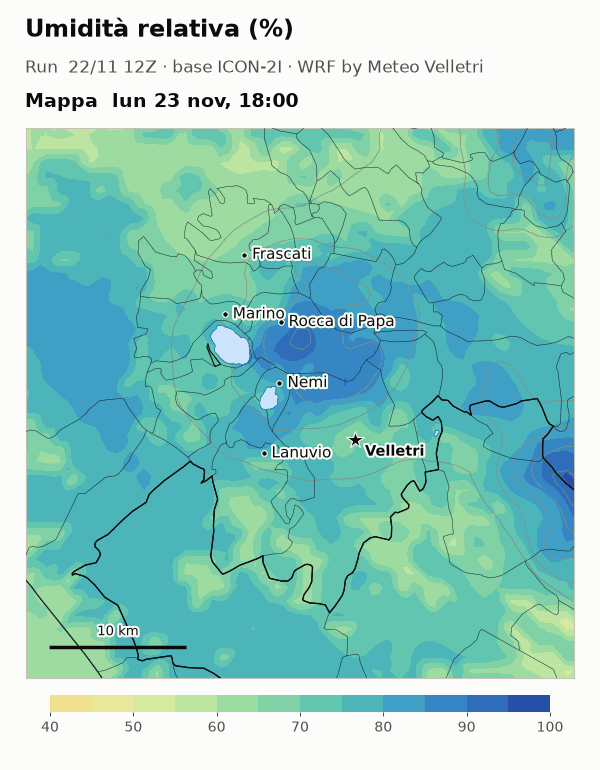 Umidità relativa (%)
Run  22/11 12Z · base ICON-2I · WRF by Meteo Velletri
Mappa  lun 23 nov, 18:00
Frascati
Marino
Rocca di Papa
Nemi
Velletri
Lanuvio
10 km
40 50 60 70 80 90 100